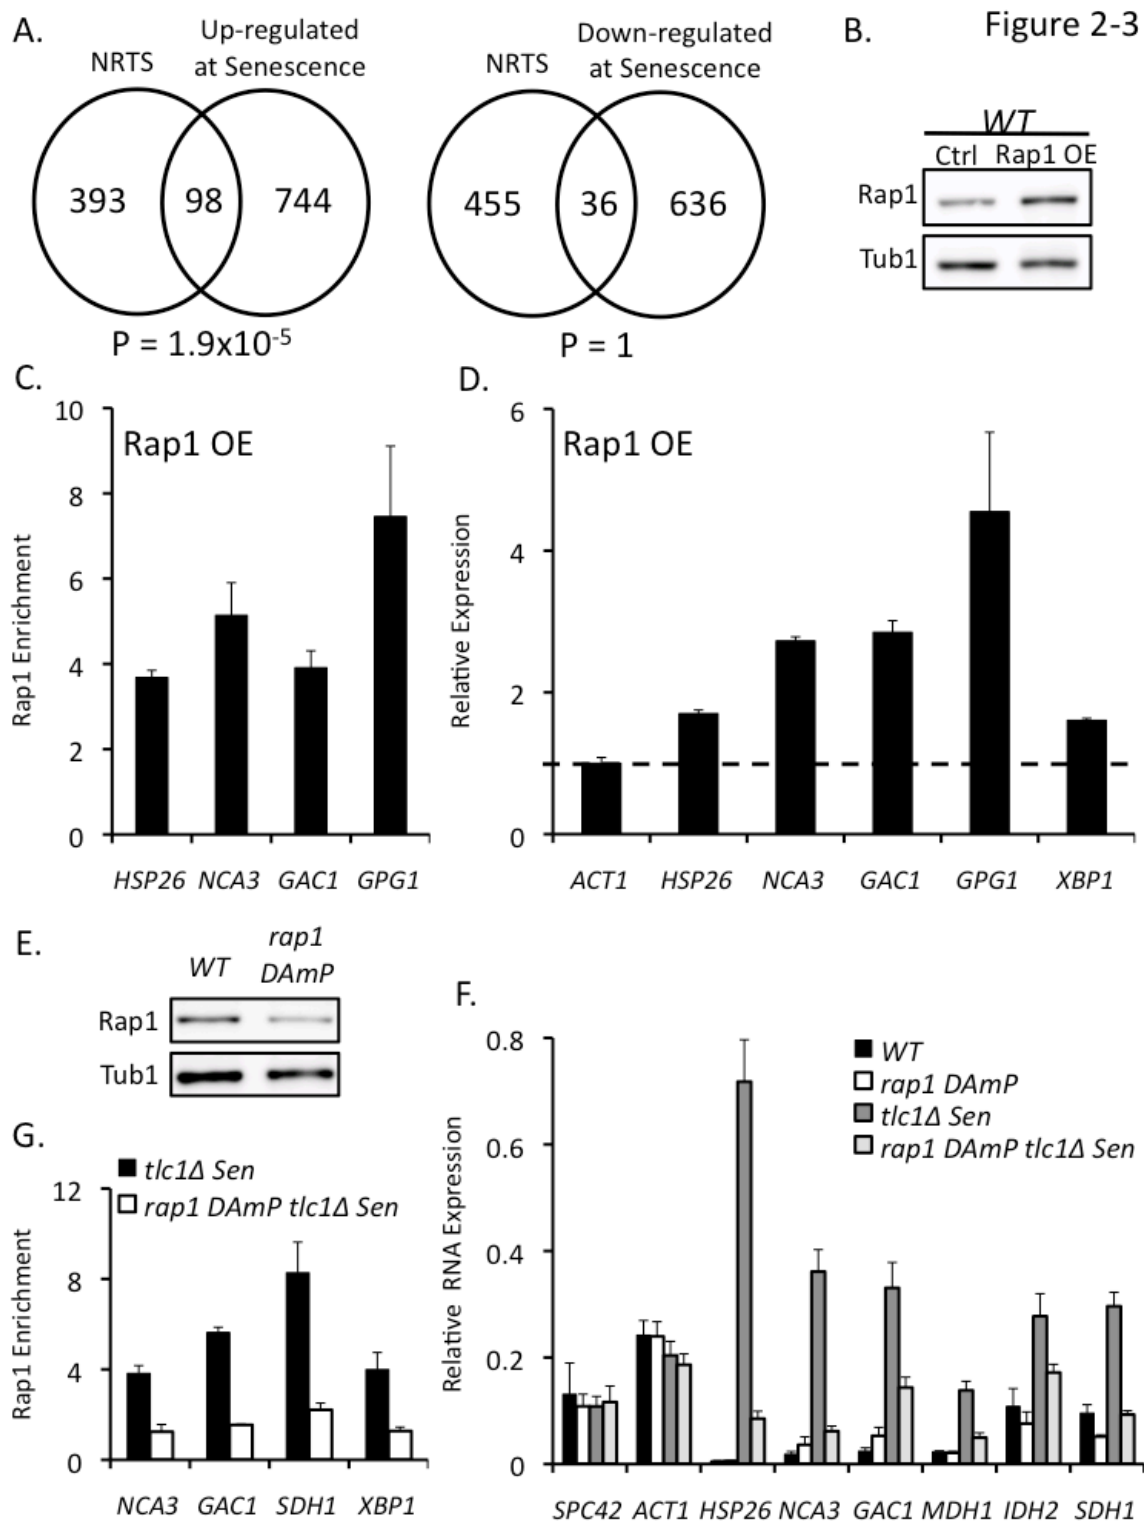 Figure 2-3
A.
NRTS
Up-regulated
at Senescence
393
98
744
P = 1.9x10-5
NRTS
Down-regulated
at Senescence
455
36
636
P = 1
B.
WT
Ctrl Rap1 OE
Rap1
Tub1
C.
Rap1 OE
Rap1 Enrichment
10
8
6
4
2
0
HSP26 NCA3 GAC1 GPG1
D.
Rap1 OE
Relative Expression
6
4
2
0
ACT1 HSP26 NCA3 GAC1 GPG1 XBP1
E.
WT
rap1
DAmP
Rap1
Tub1
F.
WT
rap1 DAmP
tlc1Δ Sen
rap1 DAmP tlc1Δ Sen
Relative RNA Expression
0.8
0.6
0.4
0.2
0
SPC42 ACT1 HSP26 NCA3 GAC1 MDH1 IDH2 SDH1
G.
tlc1Δ Sen
rap1 DAmP tlc1Δ Sen
Rap1 Enrichment
12
8
4
0
NCA3 GAC1 SDH1 XBP1